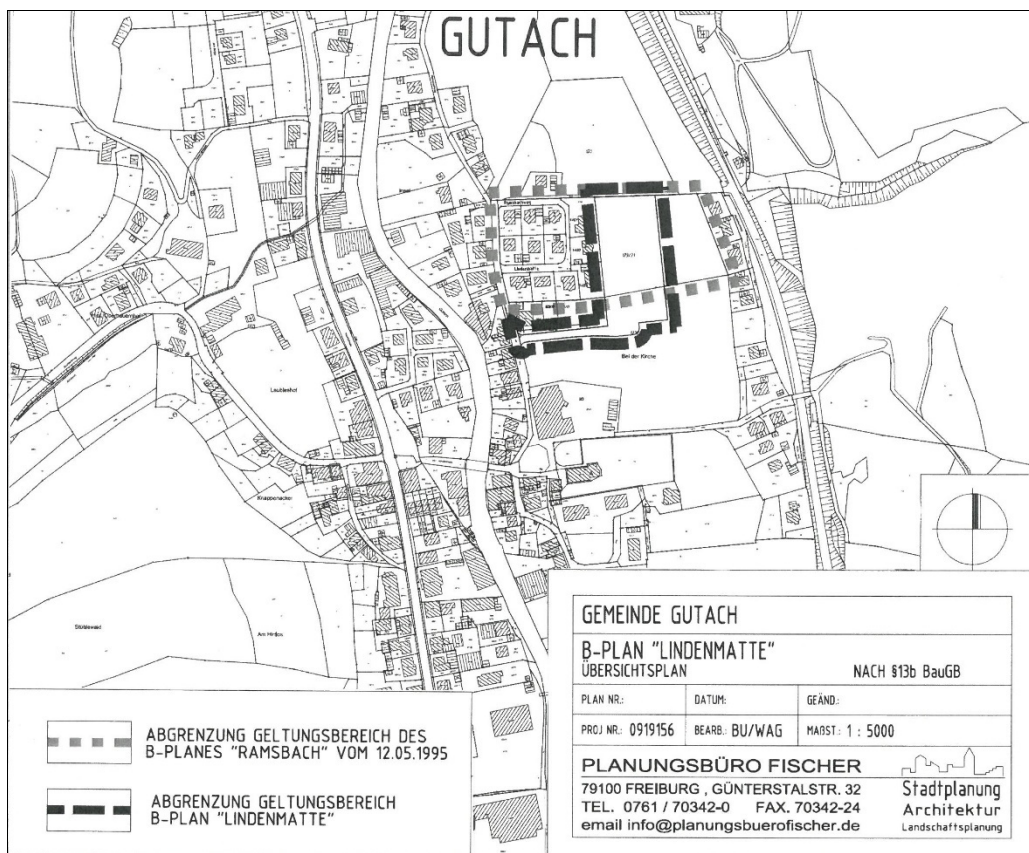 GUTACH
Laubleshof
Bei der Kirche
Knappenacker
Am Hinflos
GEMEINDE GUTACH
B-PLAN "LINDENMATTE"
ÜBERSICHTSPLAN NACH §13b BauGB
PLAN NR.: DATUM: GEÄND.:
PROJ NR.: 0919156 BEARB.: BU/WAG MAßST.: 1 : 5000
PLANUNGSBÜRO FISCHER
79100 FREIBURG , GÜNTERSTALSTR. 32
TEL. 0761 / 70342-0 FAX. 70342-24
email info@planungsbuerofischer.de
Stadtplanung
Architektur
Landschaftsplanung
ABGRENZUNG GELTUNGSBEREICH DES
B-PLANES "RAMSBACH" VOM 12.05.1995
ABGRENZUNG GELTUNGSBEREICH
B-PLAN "LINDENMATTE"